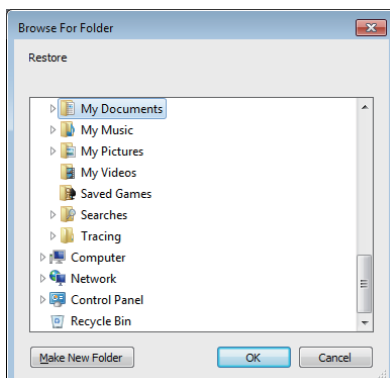 Browse For Folder
Restore
My Documents
My Music
My Pictures
My Videos
Saved Games
Searches
Tracing
Computer
Network
Control Panel
Recycle Bin
Make New Folder
OK
Cancel